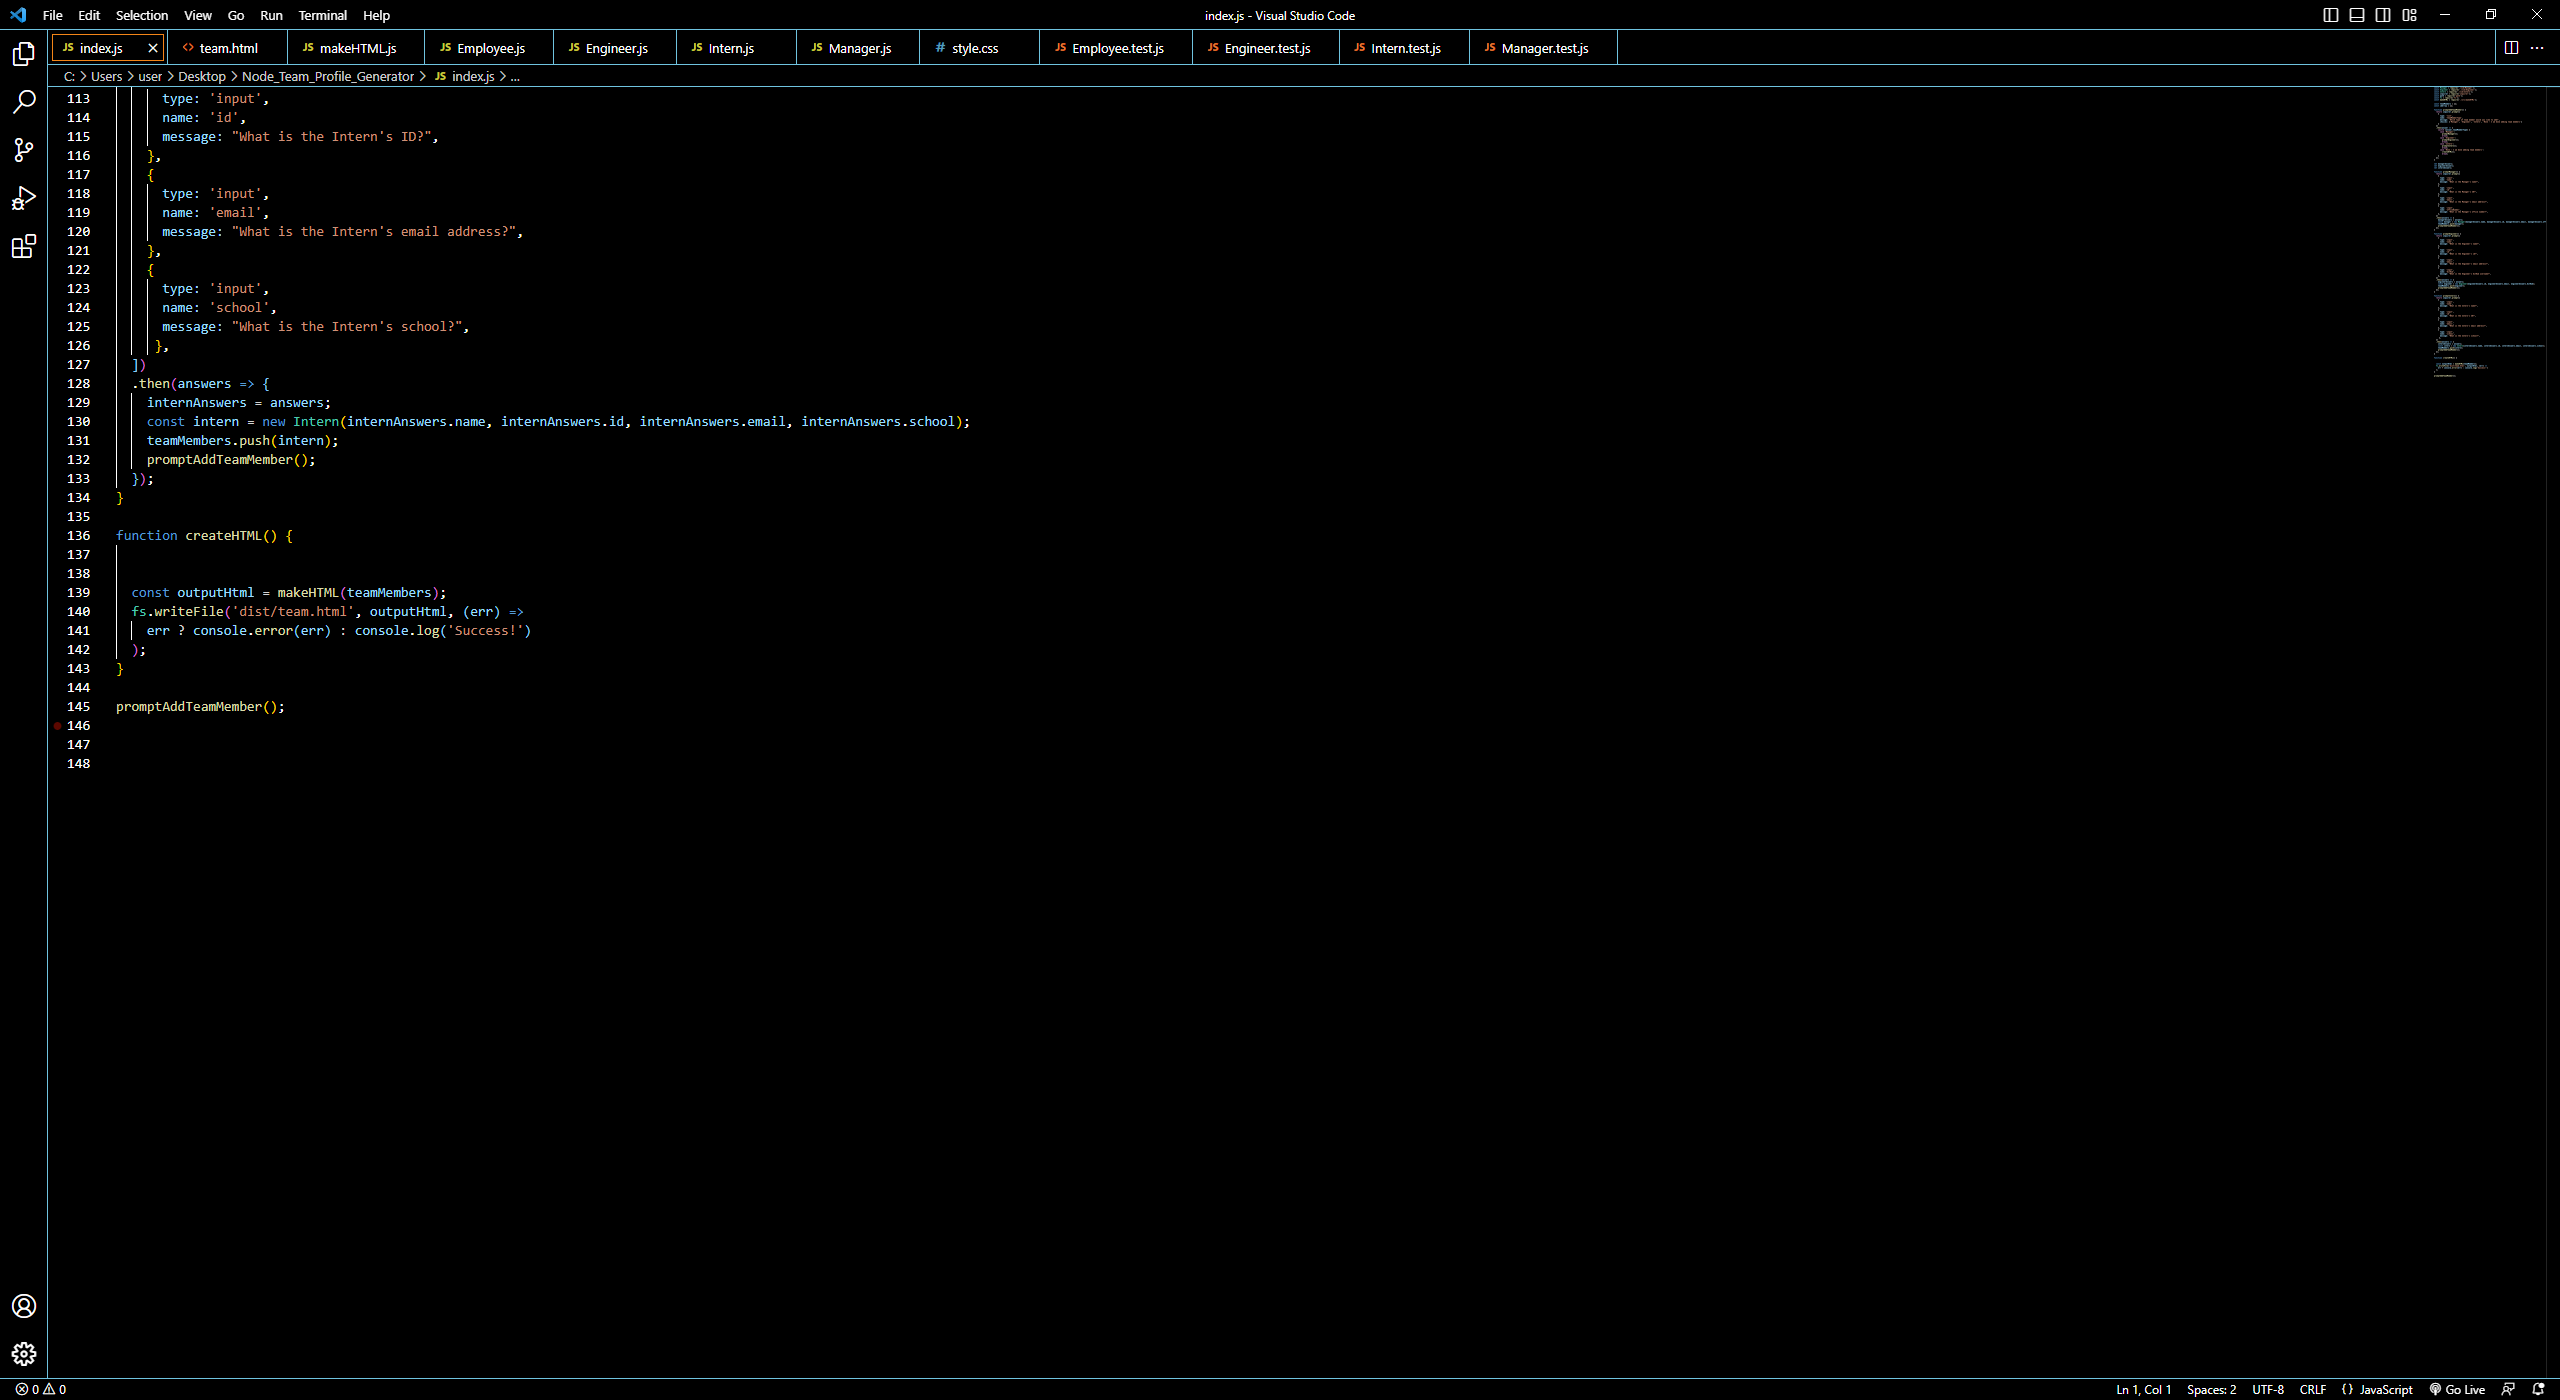 File Edit Selection View Go Run Terminal Help
index.js - Visual Studio Code
JS index.js <> team.html JS makeHTML.js JS Employee.js JS Engineer.js JS Intern.js JS Manager.js # style.css JS Employee.test.js JS Engineer.test.js JS Intern.test.js JS Manager.test.js
C: > Users > user > Desktop > Node_Team_Profile_Generator > JS index.js > ...
113 type: 'input',
114 name: 'id',
115 message: "What is the Intern's ID?",
116 },
117 {
118 type: 'input',
119 name: 'email',
120 message: "What is the Intern's email address?",
121 },
122 {
123 type: 'input',
124 name: 'school',
125 message: "What is the Intern's school?",
126 },
127 ])
128 .then(answers => {
129 internAnswers = answers;
130 const intern = new Intern(internAnswers.name, internAnswers.id, internAnswers.email, internAnswers.school);
131 teamMembers.push(intern);
132 promptAddTeamMember();
133 });
134 }
135
136 function createHTML() {
137
138
139 const outputHtml = makeHTML(teamMembers);
140 fs.writeFile('dist/team.html', outputHtml, (err) =>
141 err ? console.error(err) : console.log('Success!')
142 );
143 }
144
145 promptAddTeamMember();
146
147
148
0 0 Ln 1, Col 1 Spaces: 2 UTF-8 CRLF {} JavaScript Go Live